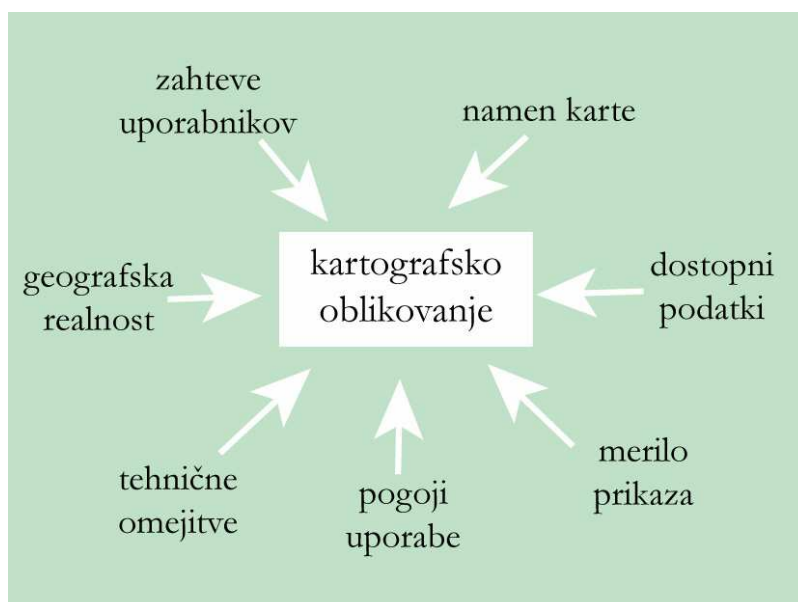 zahteve
uporabnikov
namen karte
geografska
realnost
kartografsko
oblikovanje
dostopni
podatki
tehnične
omejitve
pogoji
uporabe
merilo
prikaza